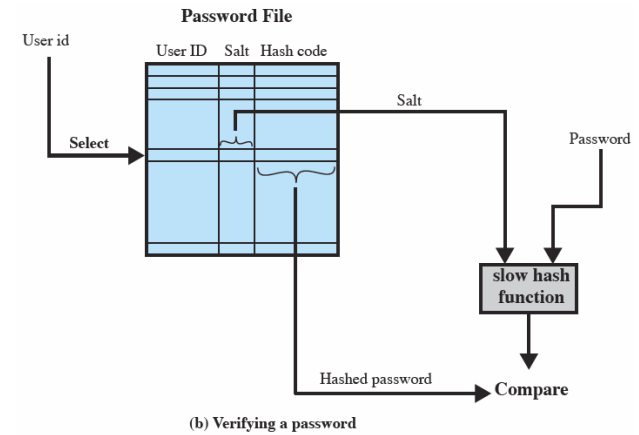 Password File
User id
User ID Salt Hash code
Salt
Select
Password
slow hash
function
Hashed password
Compare
(b) Verifying a password